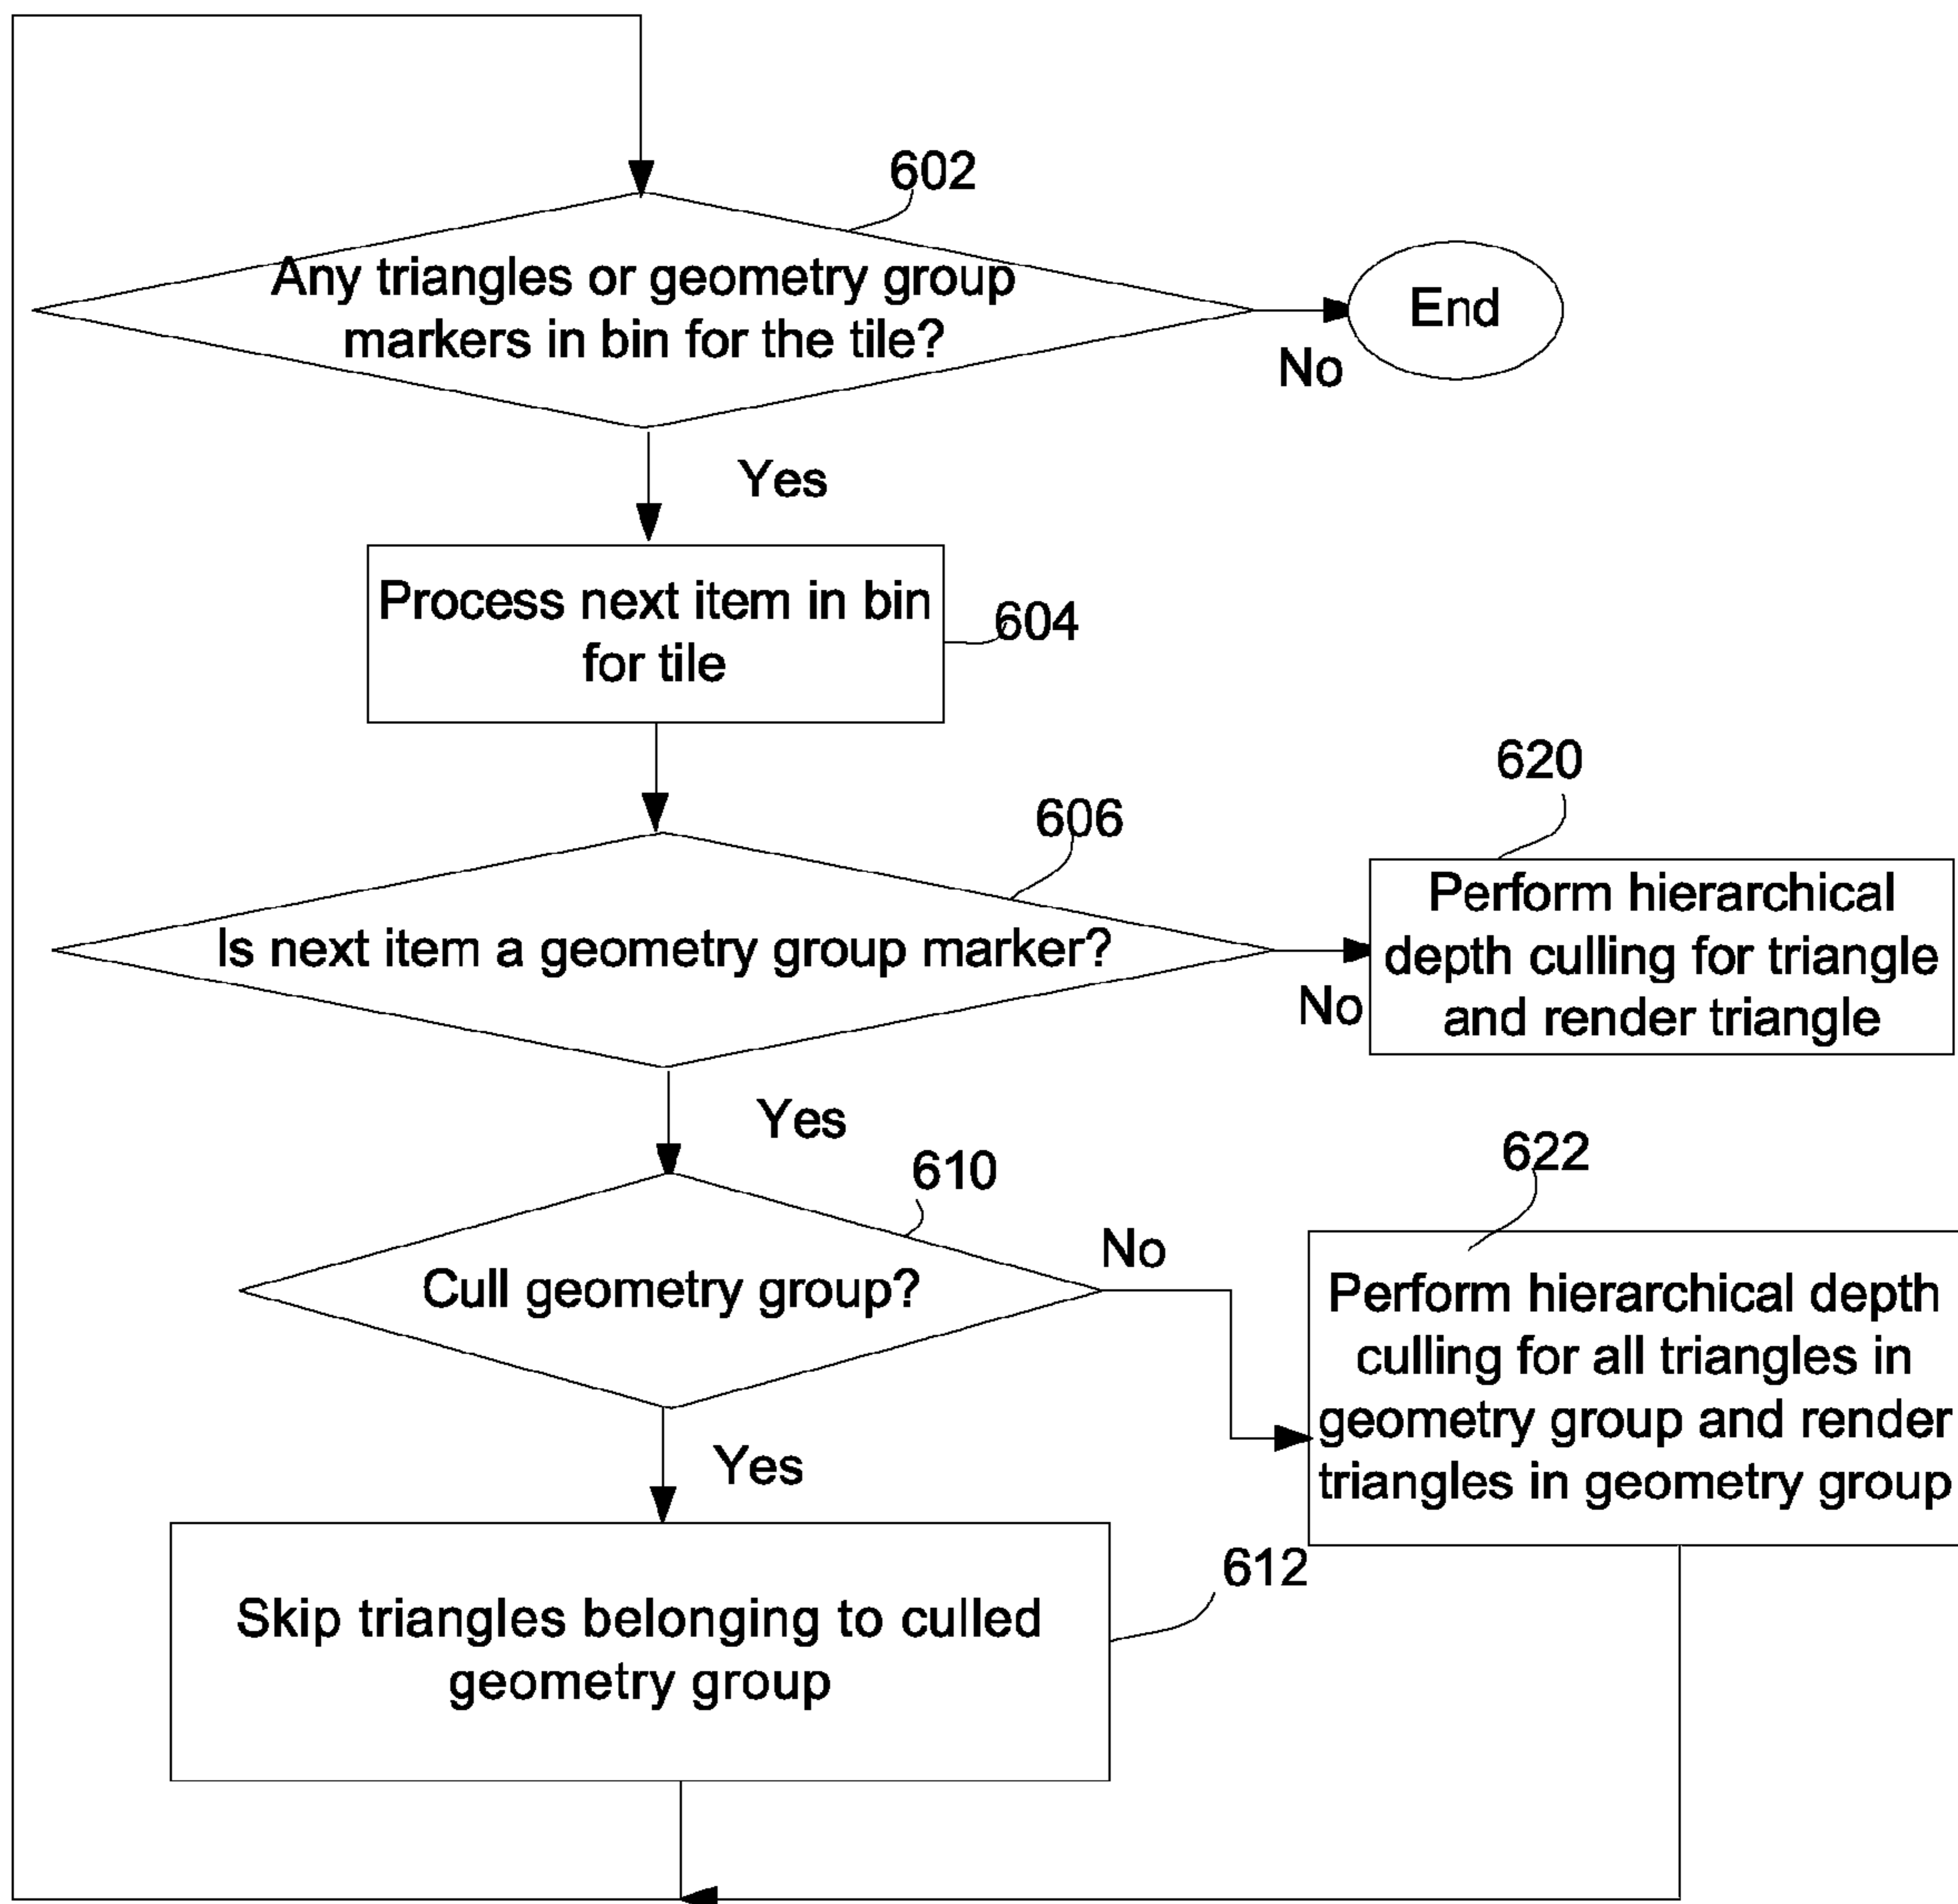 602
Any triangles or geometry group
markers in bin for the tile?
End
No
Yes
Process next item in bin
for tile
604
606
Is next item a geometry group marker?
No
620
Perform hierarchical
depth culling for triangle
and render triangle
Yes
610
Cull geometry group?
No
622
Perform hierarchical depth
culling for all triangles in
geometry group and render
triangles in geometry group
Yes
612
Skip triangles belonging to culled
geometry group